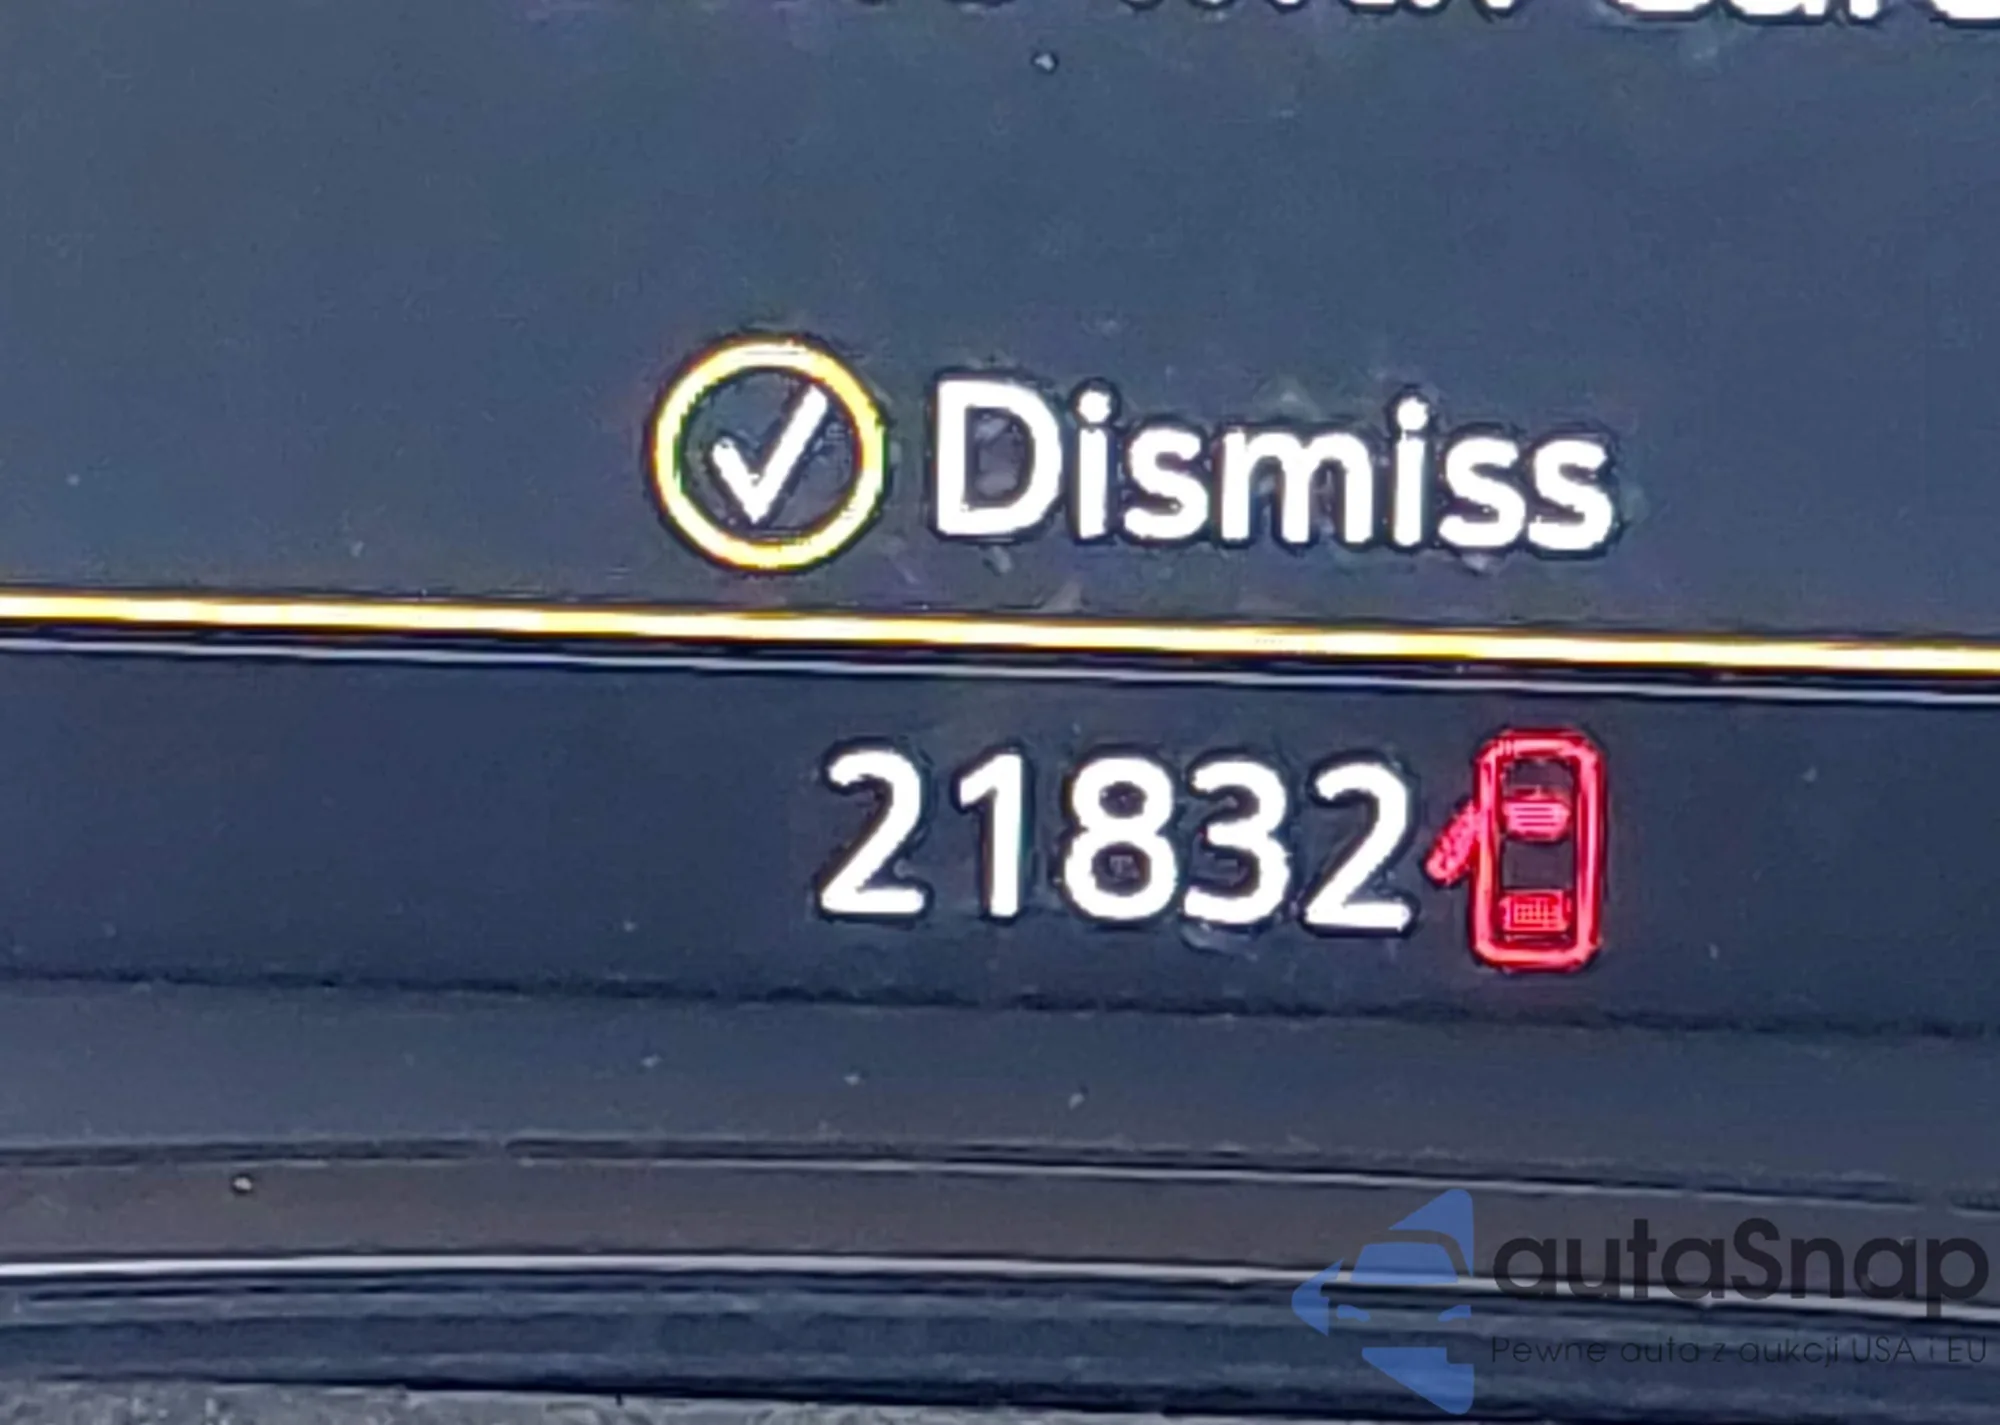 Dismiss
21832
autaSnap
Pewne auta z aukcji USA i EU